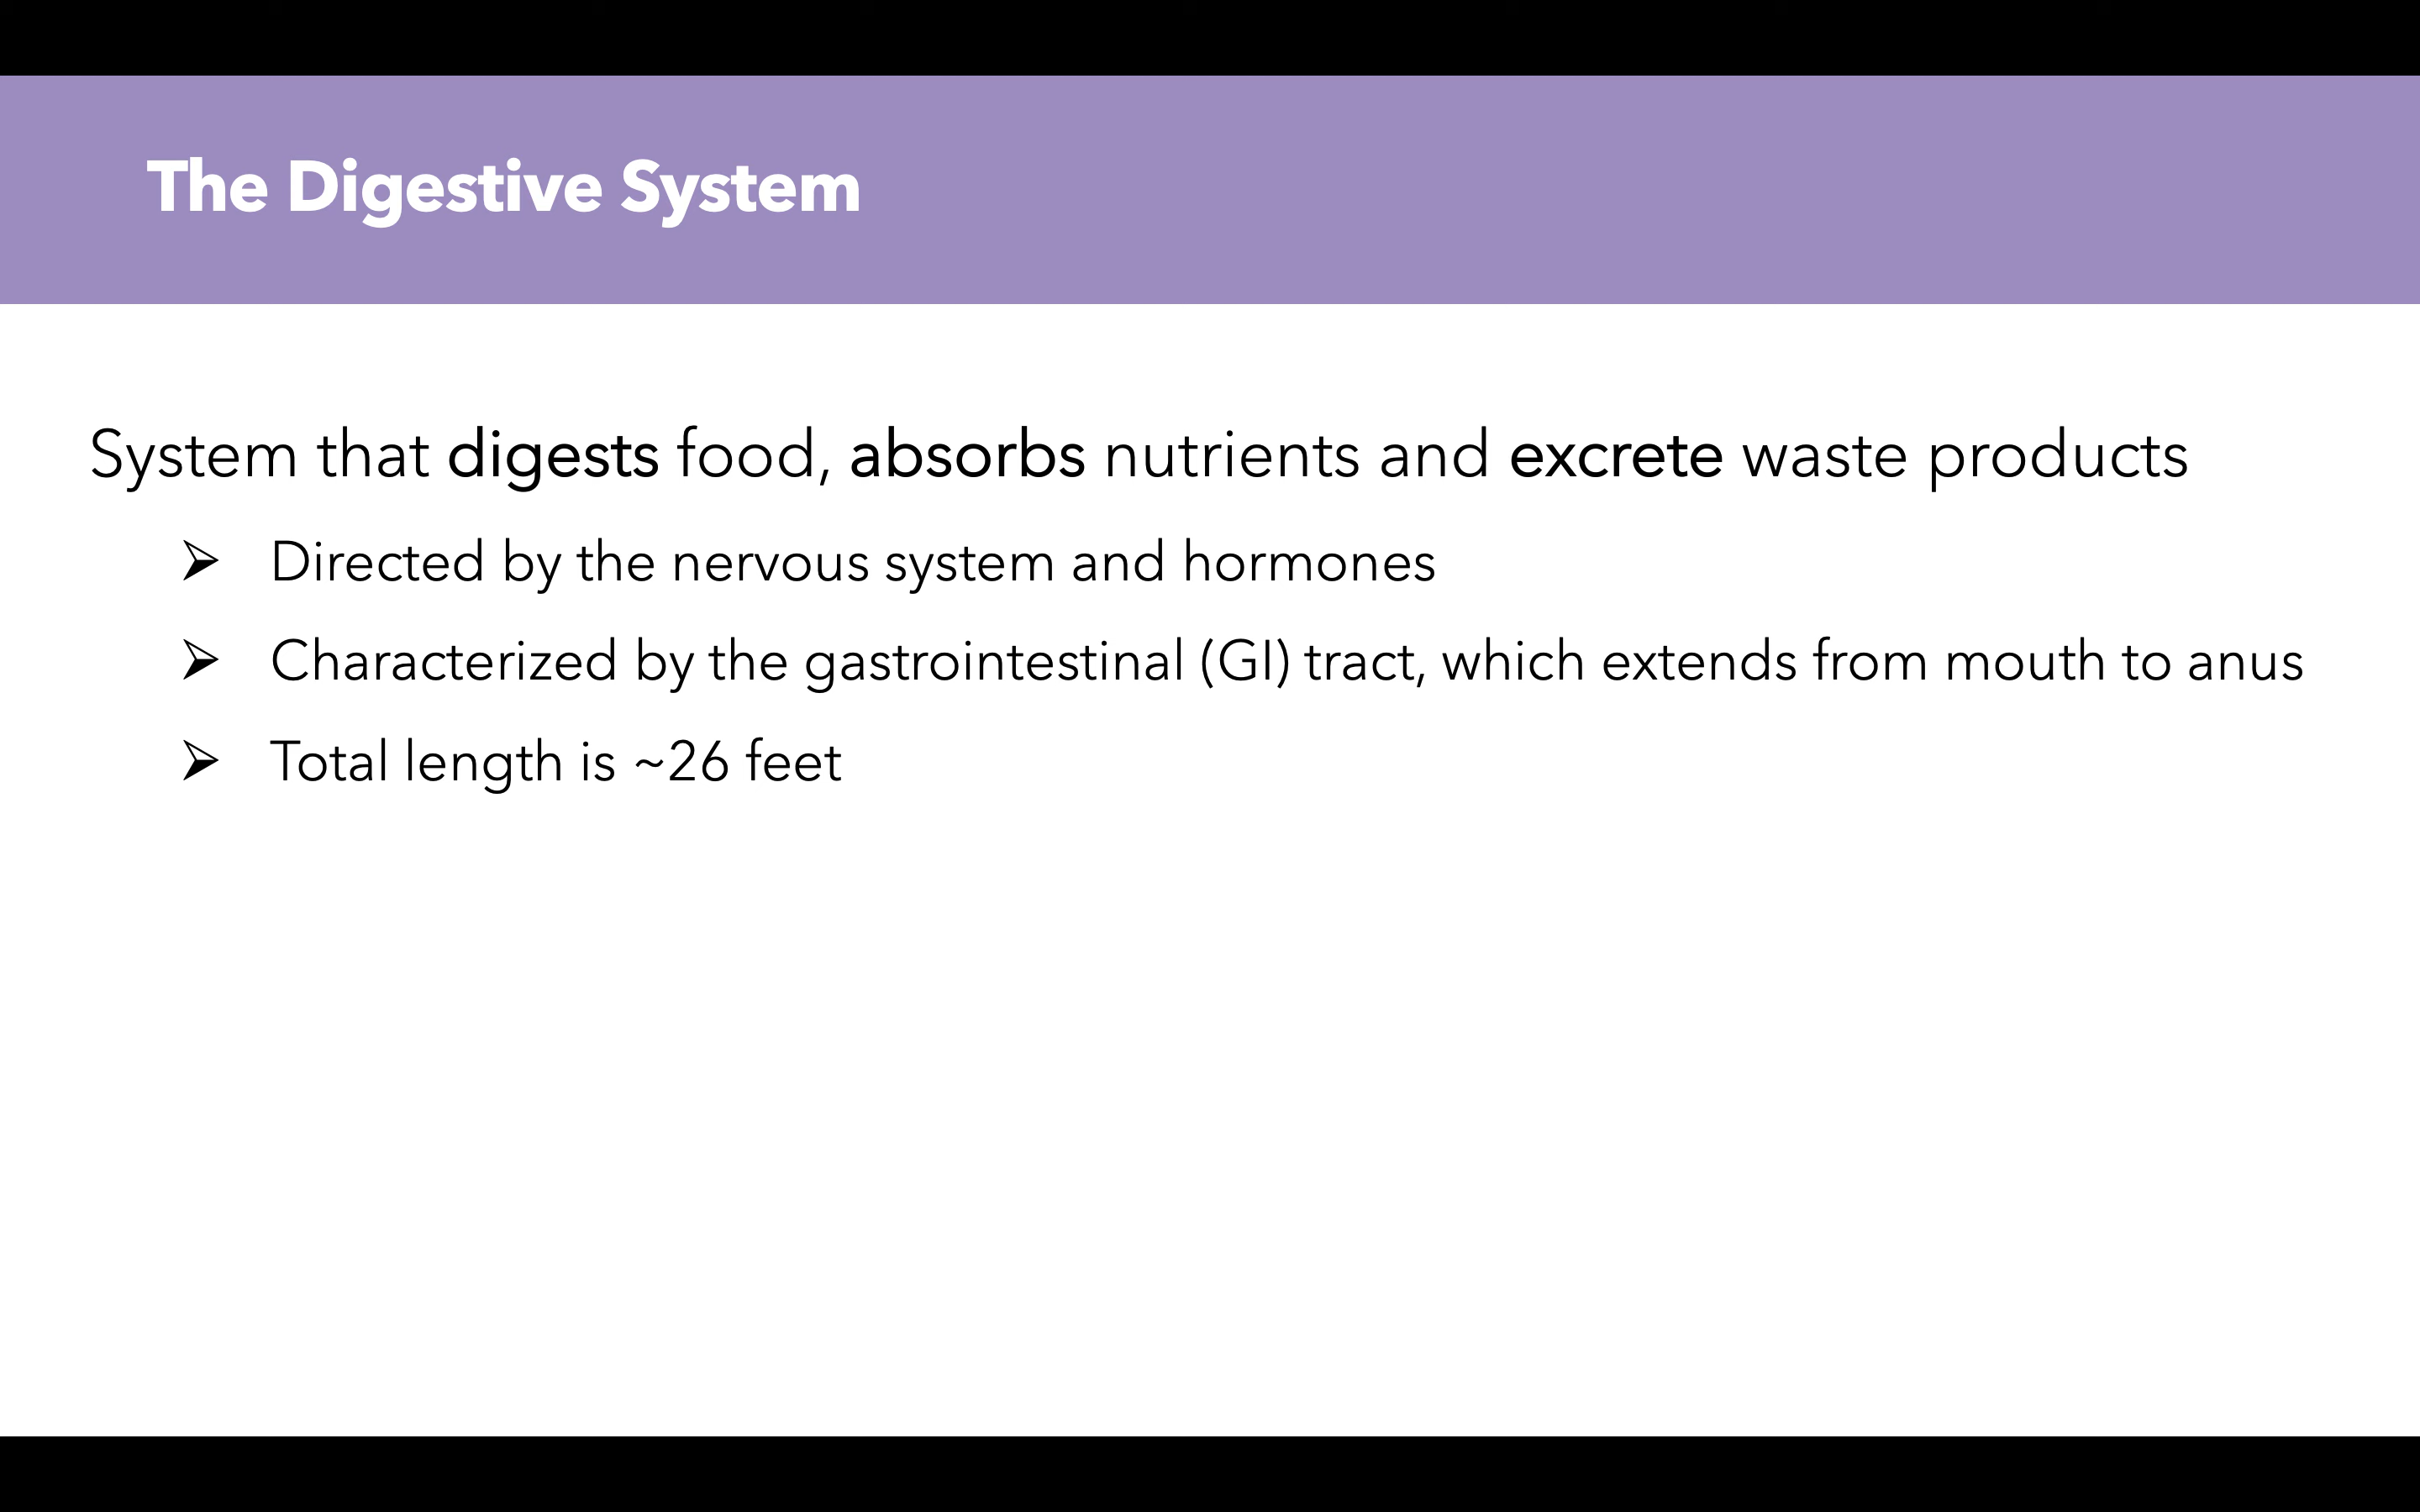 The Digestive System
System that digests food, absorbs nutrients and excrete waste products
➢ Directed by the nervous system and hormones
➢ Characterized by the gastrointestinal (GI) tract, which extends from mouth to anus
➢ Total length is ~26 feet